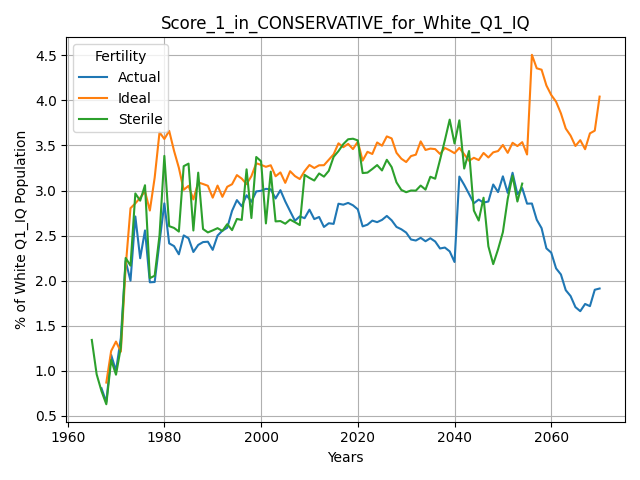 Score_1_in_CONSERVATIVE_for_White_Q1_IQ
Fertility
Actual
Ideal
Sterile
% of White Q1_IQ Population
4.5
4.0
3.5
3.0
2.5
2.0
1.5
1.0
0.5
1960 1980 2000 2020 2040 2060
Years